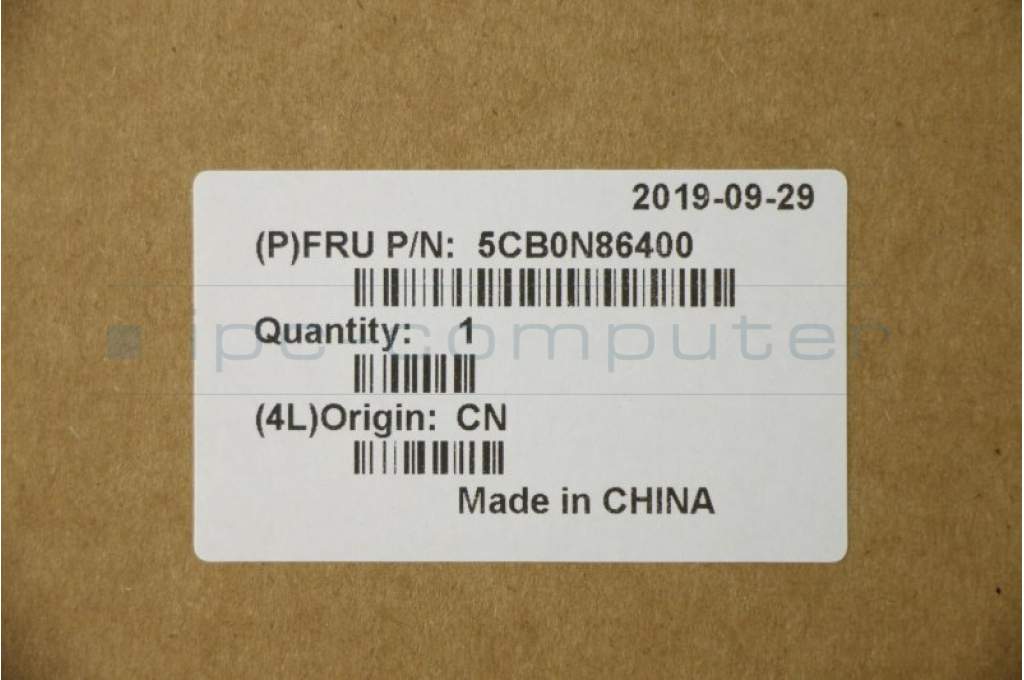 2019-09-29
(P)FRU P/N: 5CB0N86400
Quantity: 1
ipc computer
(4L)Origin: CN
Made in CHINA